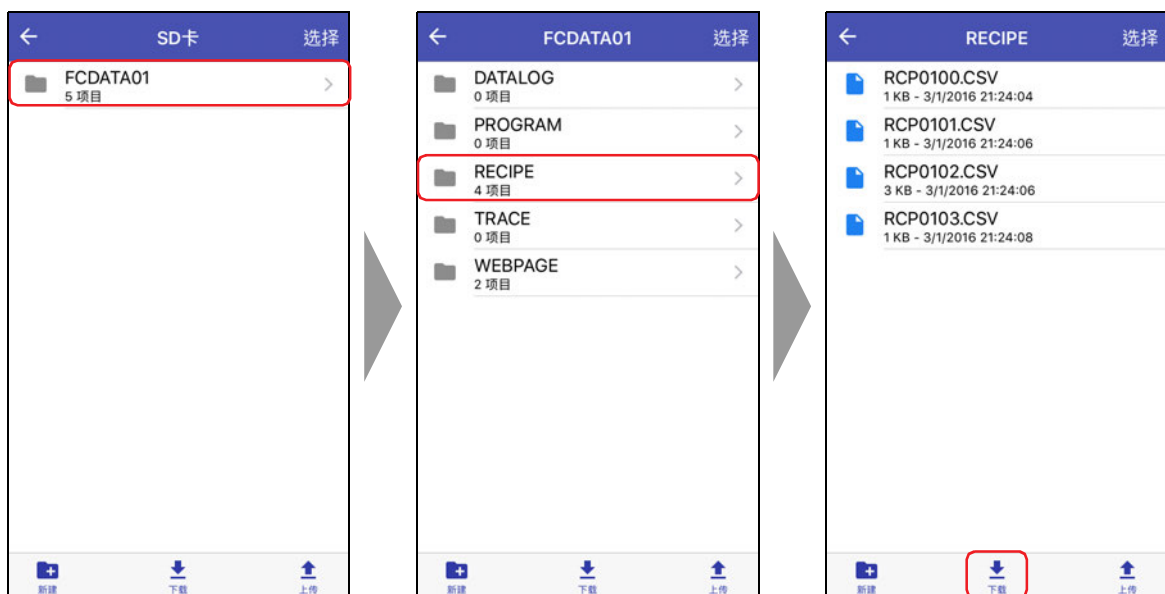 SD卡
选择
FCDATA01
5 项目
新建
下载
上传
FCDATA01
选择
DATALOG
0 项目
PROGRAM
0 项目
RECIPE
4 项目
TRACE
0 项目
WEBPAGE
2 项目
新建
下载
上传
RECIPE
选择
RCP0100.CSV
1 KB - 3/1/2016 21:24:04
RCP0101.CSV
1 KB - 3/1/2016 21:24:06
RCP0102.CSV
3 KB - 3/1/2016 21:24:06
RCP0103.CSV
1 KB - 3/1/2016 21:24:08
新建
下载
上传